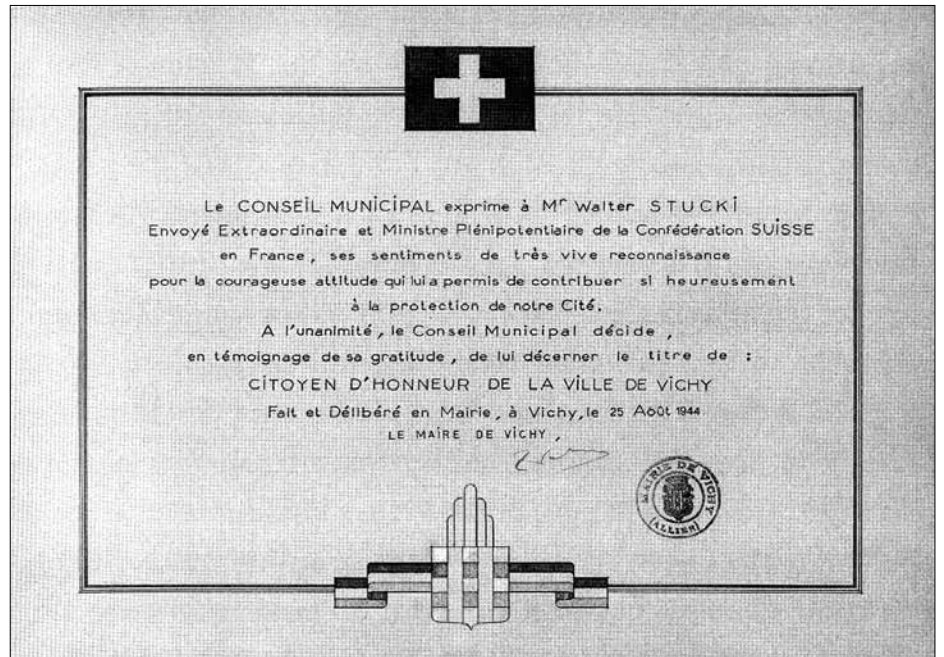 Le CONSEIL MUNICIPAL exprime à Mr Walter STUCKI
Envoyé Extraordinaire et Ministre Plénipotentiaire de la Confédération SUISSE
en France, ses sentiments de très vive reconnaissance
pour la courageuse attitude qui lui a permis de contribuer si heureusement
à la protection de notre Cité.
A l'unanimité, le Conseil Municipal décide,
en témoignage de sa gratitude, de lui décerner le titre de :
CITOYEN D'HONNEUR DE LA VILLE DE VICHY
Fait et Délibéré en Mairie, à Vichy, le 25 Août 1944
LE MAIRE DE VICHY,
MAIRIE DE VICHY
(ALLIER)